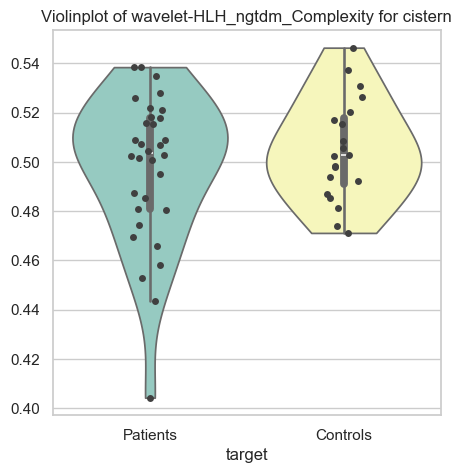 Violinplot of wavelet-HLH_ngtdm_Complexity for cistern
0.54
0.52
0.50
0.48
0.46
0.44
0.42
0.40
Patients Controls
target